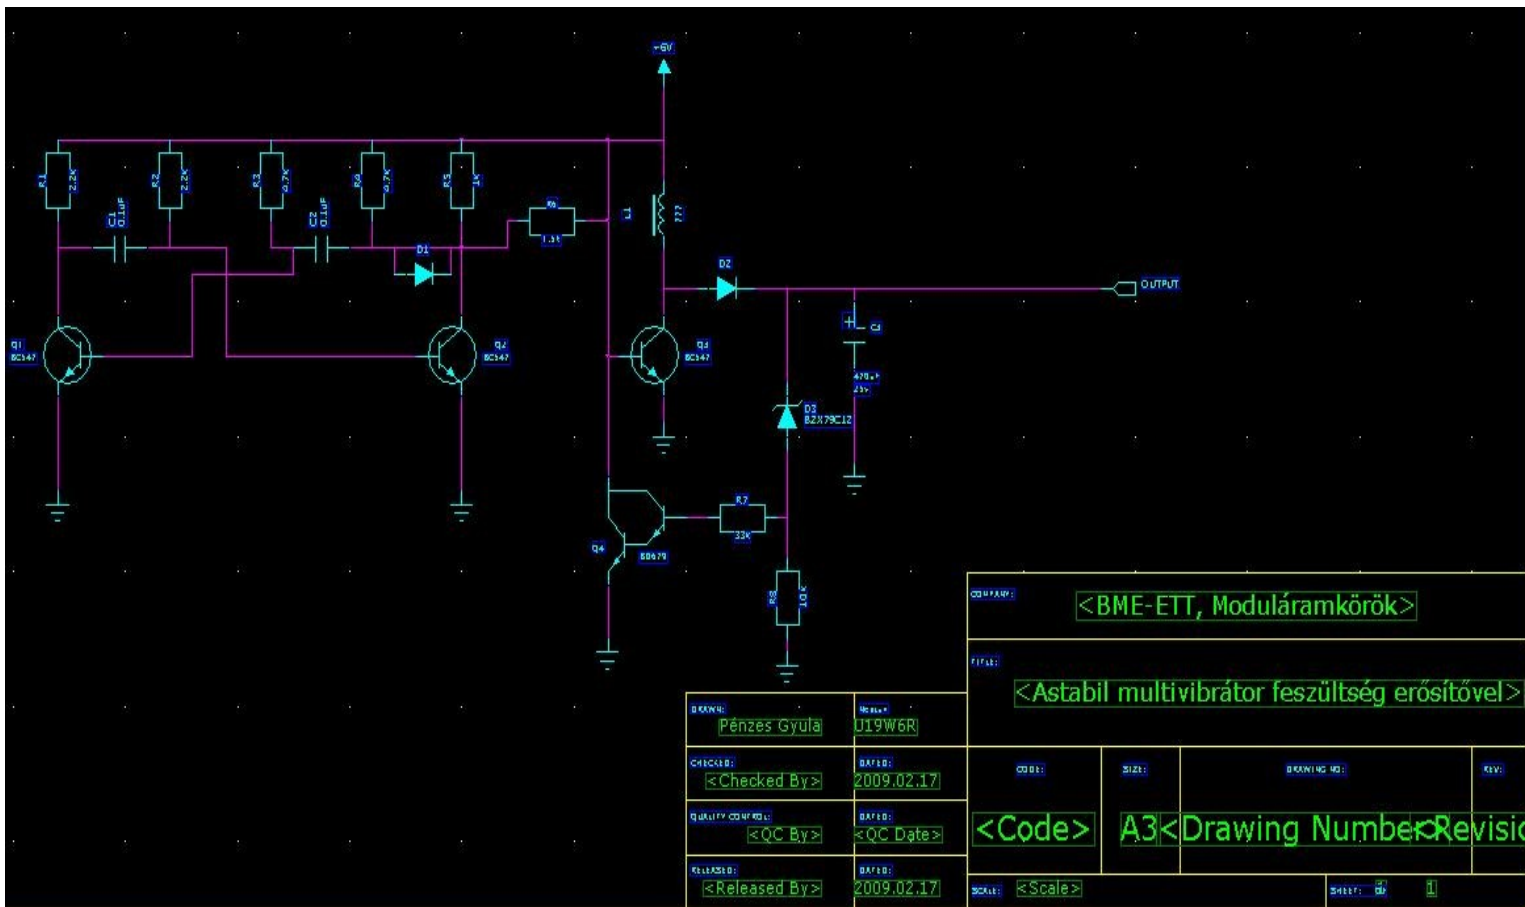 +6V
R1
2.2K
R2
2.2K
R3
4.7K
R4
4.7K
R5
1K
C1
0.1uF
C2
0.1uF
R6
1.5K
L1
???
D1
D2
OUTPUT
Q1
BC547
Q2
BC547
Q3
BC547
+
470uF
25V
D3
BZX79C12
R7
33K
Q4
BD679
R8
10K
COMPANY:
<BME-ETT, Moduláramkörök>
TITLE:
<Astabil multivibrátor feszültség erősítővel>
DRAWN:
Pénzes Gyula
U19W6R
CHECKED:
DATED:
<Checked By>
2009.02.17
QUALITY CONTROL:
DATED:
<QC By>
<QC Date>
RELEASED:
DATED:
<Released By>
2009.02.17
CODE:
SIZE:
DRAWING NO:
REV:
<Code>
A3
<Drawing Number>
<Revisio
SCALE:
<Scale>
SHEET:
1